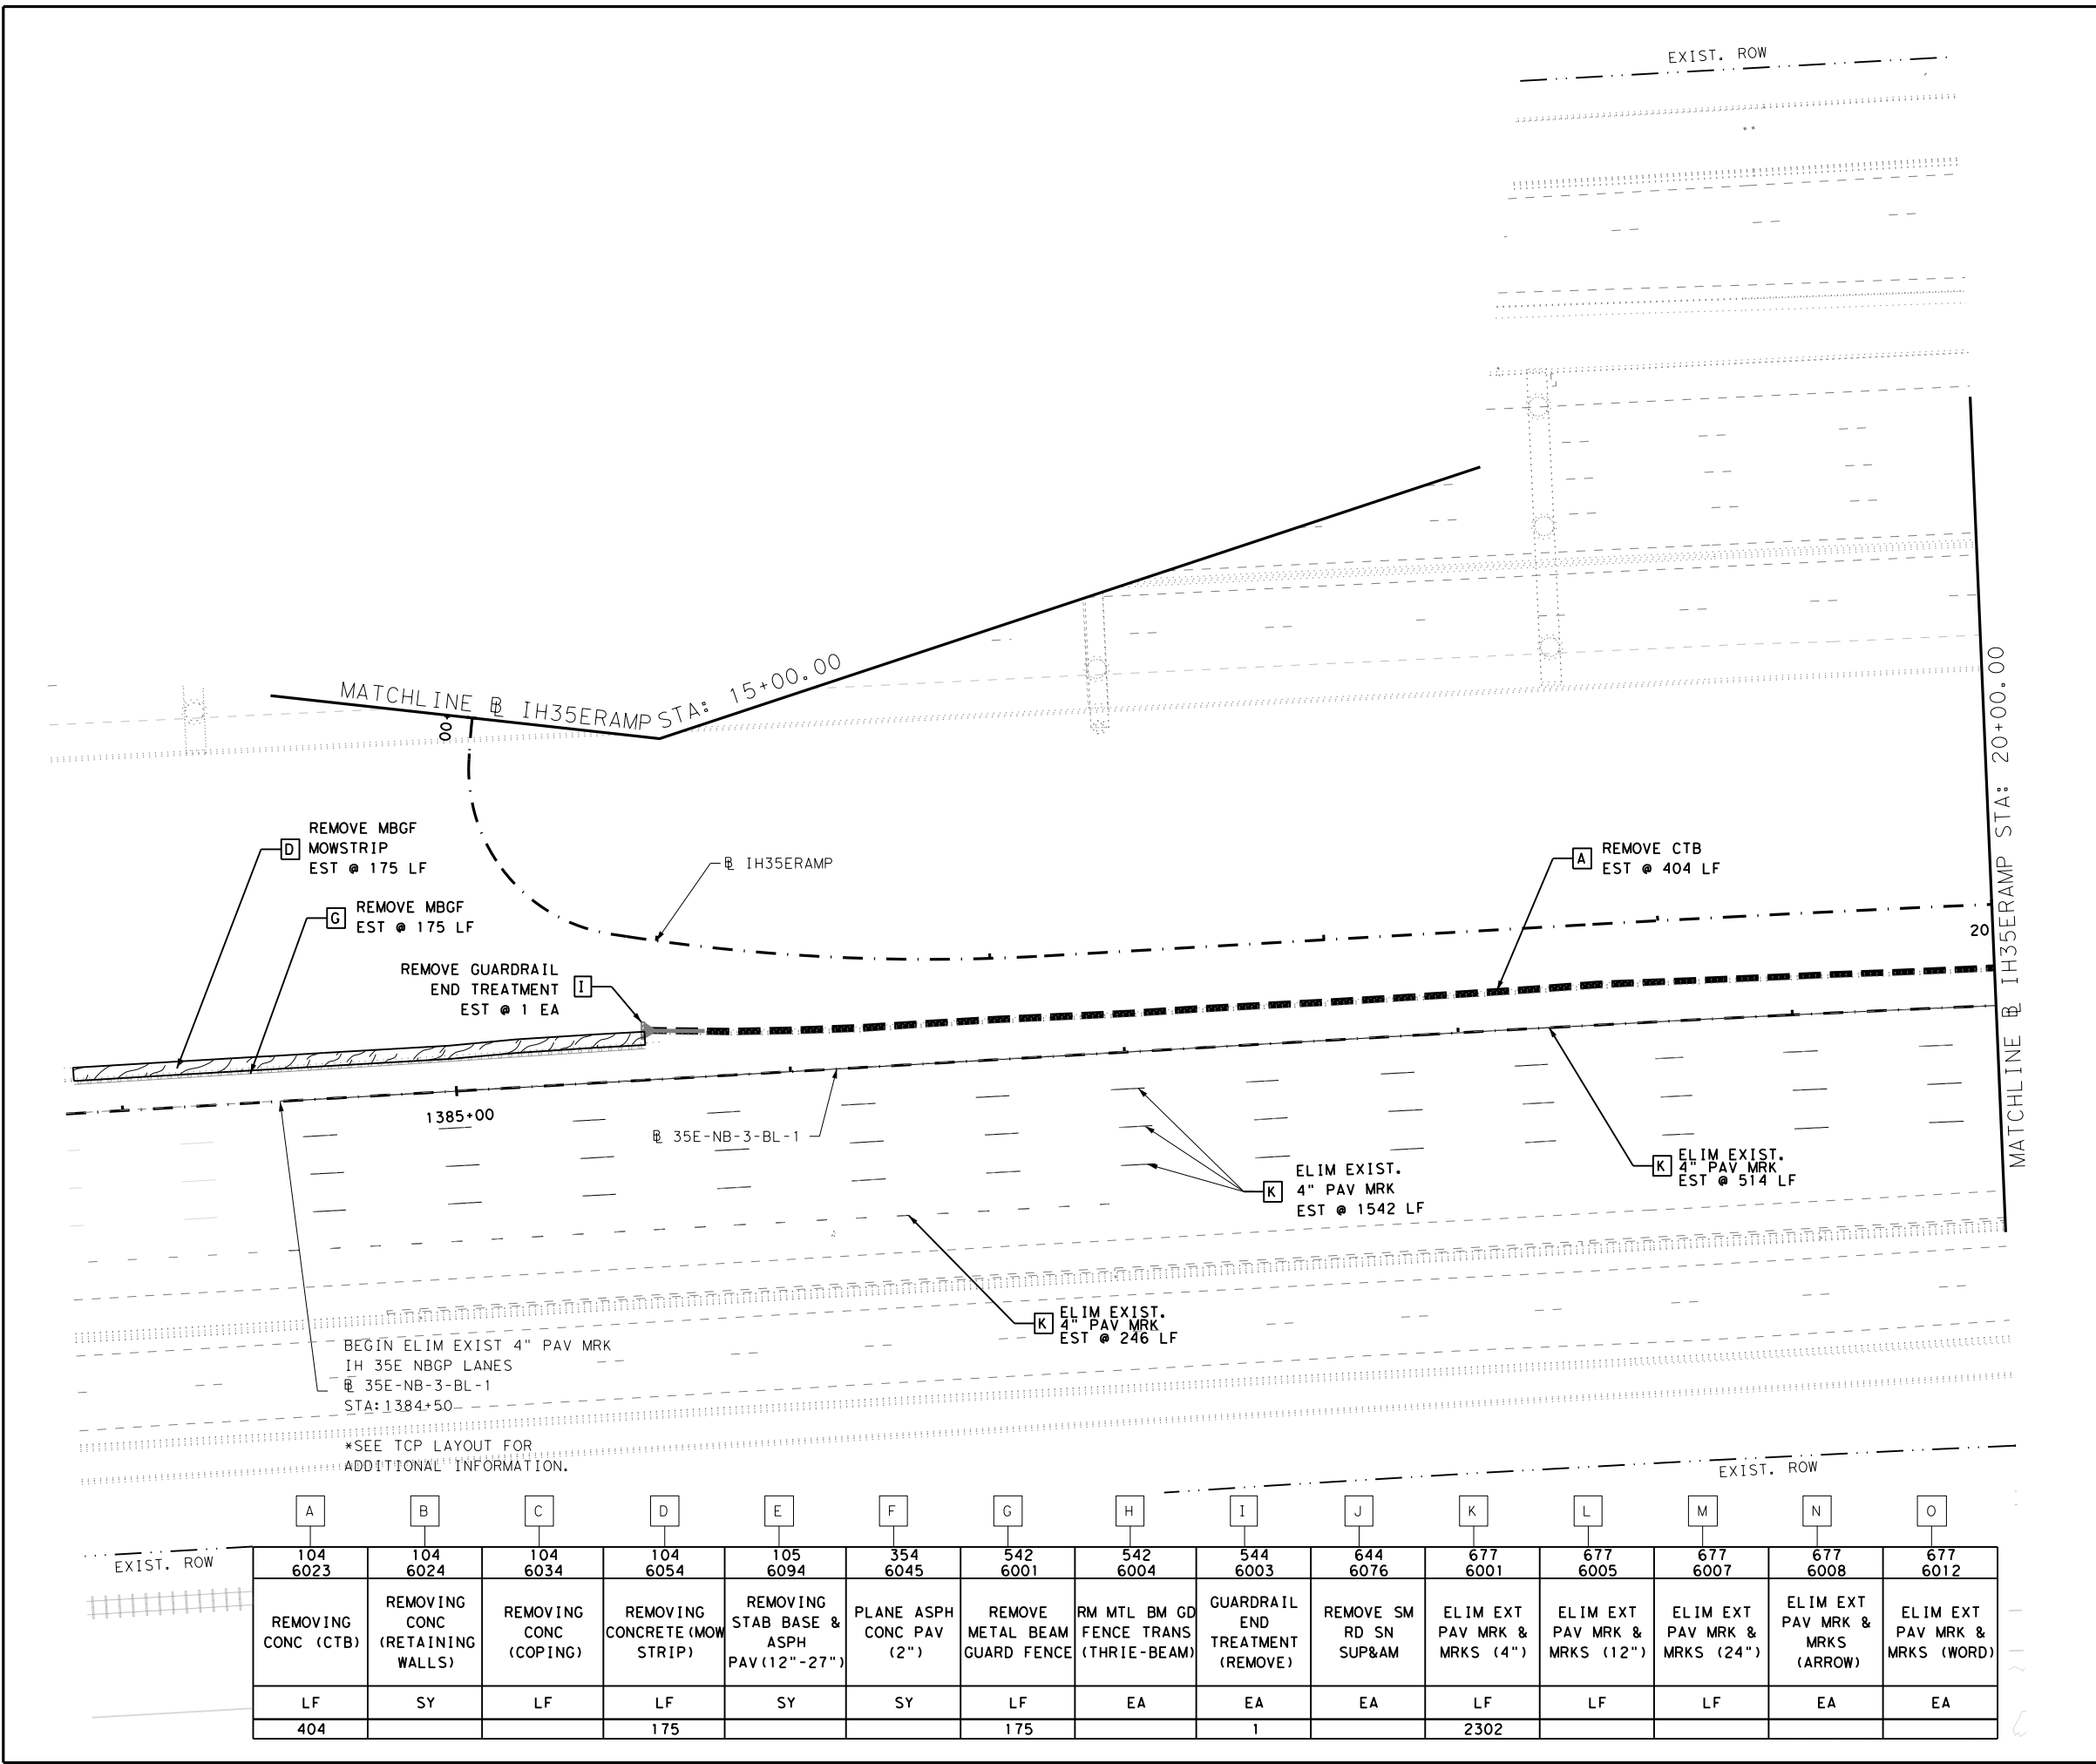 EXIST. ROW
MATCHLINE ℄ IH35ERAMP STA: 15+00.00
00
MATCHLINE ℄ IH35ERAMP STA: 20+00.00
D
REMOVE MBGF
MOWSTRIP
EST @ 175 LF
G
REMOVE MBGF
EST @ 175 LF
I
REMOVE GUARDRAIL
END TREATMENT
EST @ 1 EA
IH35ERAMP
A
REMOVE CTB
EST @ 404 LF
20
1385+00
35E-NB-3-BL-1
K
ELIM EXIST.
4" PAV MRK
EST @ 1542 LF
K
ELIM EXIST.
4" PAV MRK
EST @ 514 LF
K
ELIM EXIST.
4" PAV MRK
EST @ 246 LF
BEGIN ELIM EXIST 4" PAV MRK
IH 35E NBGP LANES
35E-NB-3-BL-1
STA:1384+50
*SEE TCP LAYOUT FOR
ADDITIONAL INFORMATION.
EXIST. ROW
EXIST. ROW
A B C D E F G H I J K L M N O
104 104 104 104 105 354 542 542 544 644 677 677 677 677 677
6023 6024 6034 6054 6094 6045 6001 6004 6003 6076 6001 6005 6007 6008 6012
REMOVING
CONC (CTB)
REMOVING
CONC
(RETAINING
WALLS)
REMOVING
CONC
(COPING)
REMOVING
CONCRETE(MOW
STRIP)
REMOVING
STAB BASE &
ASPH
PAV(12"-27")
PLANE ASPH
CONC PAV
(2")
REMOVE
METAL BEAM
GUARD FENCE
RM MTL BM GD
FENCE TRANS
(THRIE-BEAM)
GUARDRAIL
END
TREATMENT
(REMOVE)
REMOVE SM
RD SN
SUP&AM
ELIM EXT
PAV MRK &
MRKS (4")
ELIM EXT
PAV MRK &
MRKS (12")
ELIM EXT
PAV MRK &
MRKS (24")
ELIM EXT
PAV MRK &
MRKS
(ARROW)
ELIM EXT
PAV MRK &
MRKS (WORD)
LF SY LF LF SY SY LF EA EA EA LF LF LF EA EA
404 175 175 1 2302